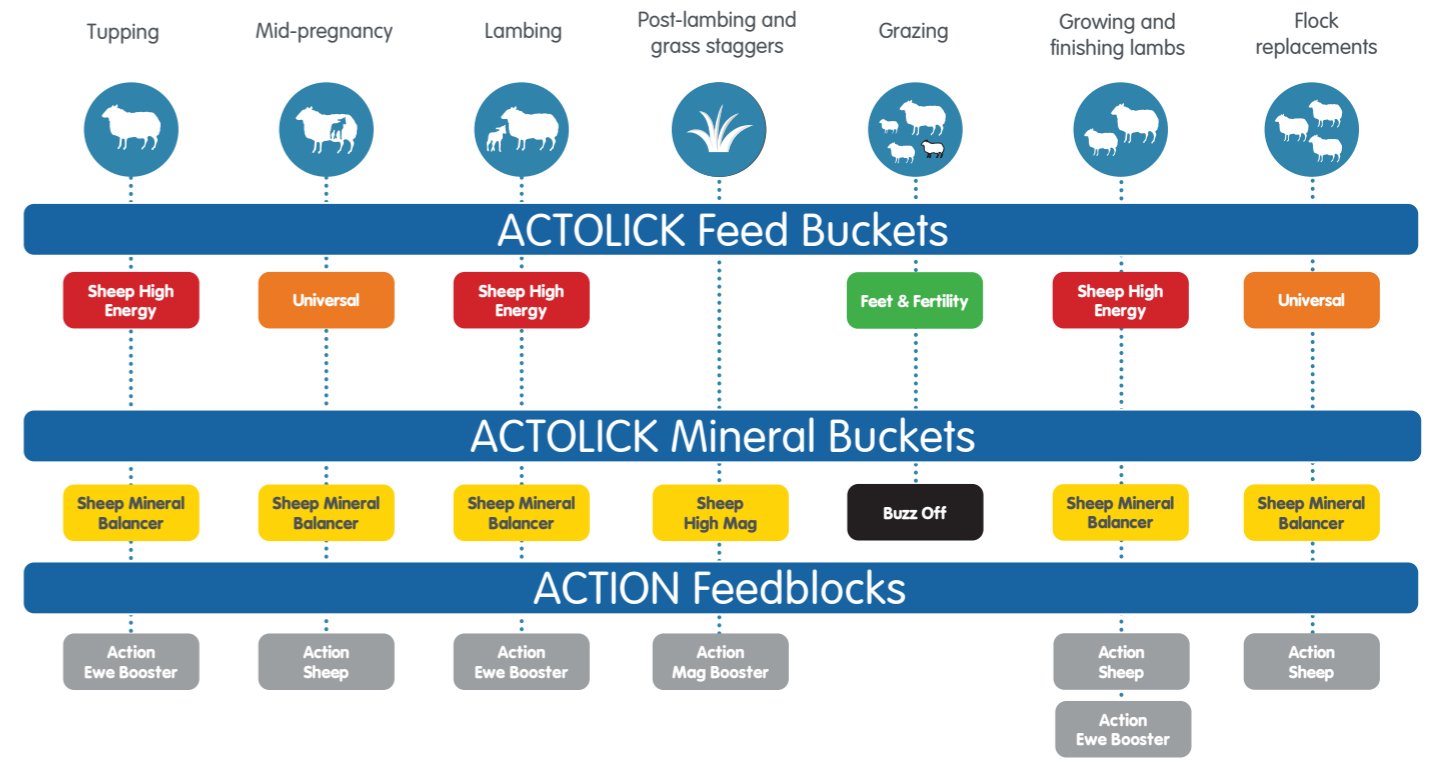 Tupping
Mid-pregnancy
Lambing
Post-lambing and
grass staggers
Grazing
Growing and
finishing lambs
Flock
replacements
ACTOLICK Feed Buckets
Sheep High
Energy
Universal
Sheep High
Energy
Feet & Fertility
Sheep High
Energy
Universal
ACTOLICK Mineral Buckets
Sheep Mineral
Balancer
Sheep Mineral
Balancer
Sheep Mineral
Balancer
Sheep
High Mag
Buzz Off
Sheep Mineral
Balancer
Sheep Mineral
Balancer
ACTION Feedblocks
Action
Ewe Booster
Action
Sheep
Action
Ewe Booster
Action
Mag Booster
Action
Sheep
Action
Ewe Booster
Action
Sheep